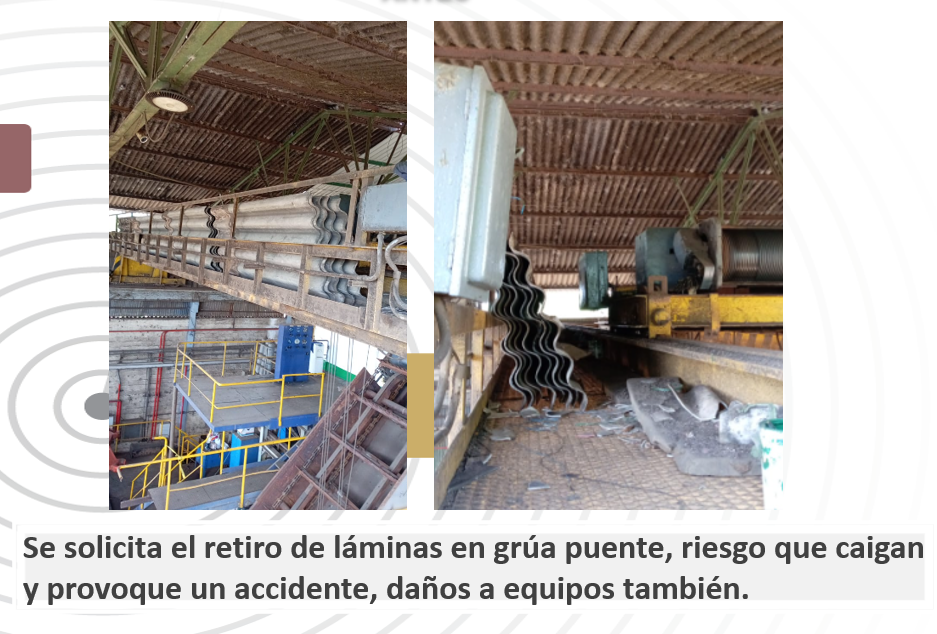 Se solicita el retiro de láminas en grúa puente, riesgo que caigan
y provoque un accidente, daños a equipos también.